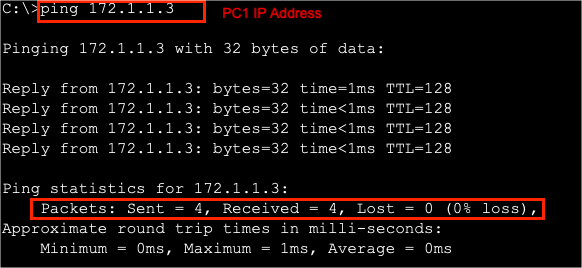 C:\>ping 172.1.1.3 PC1 IP Address
Pinging 172.1.1.3 with 32 bytes of data:
Reply from 172.1.1.3: bytes=32 time=1ms TTL=128
Reply from 172.1.1.3: bytes=32 time<1ms TTL=128
Reply from 172.1.1.3: bytes=32 time<1ms TTL=128
Reply from 172.1.1.3: bytes=32 time<1ms TTL=128
Ping statistics for 172.1.1.3:
Packets: Sent = 4, Received = 4, Lost = 0 (0% loss),
Approximate round trip times in milli-seconds:
Minimum = 0ms, Maximum = 1ms, Average = 0ms